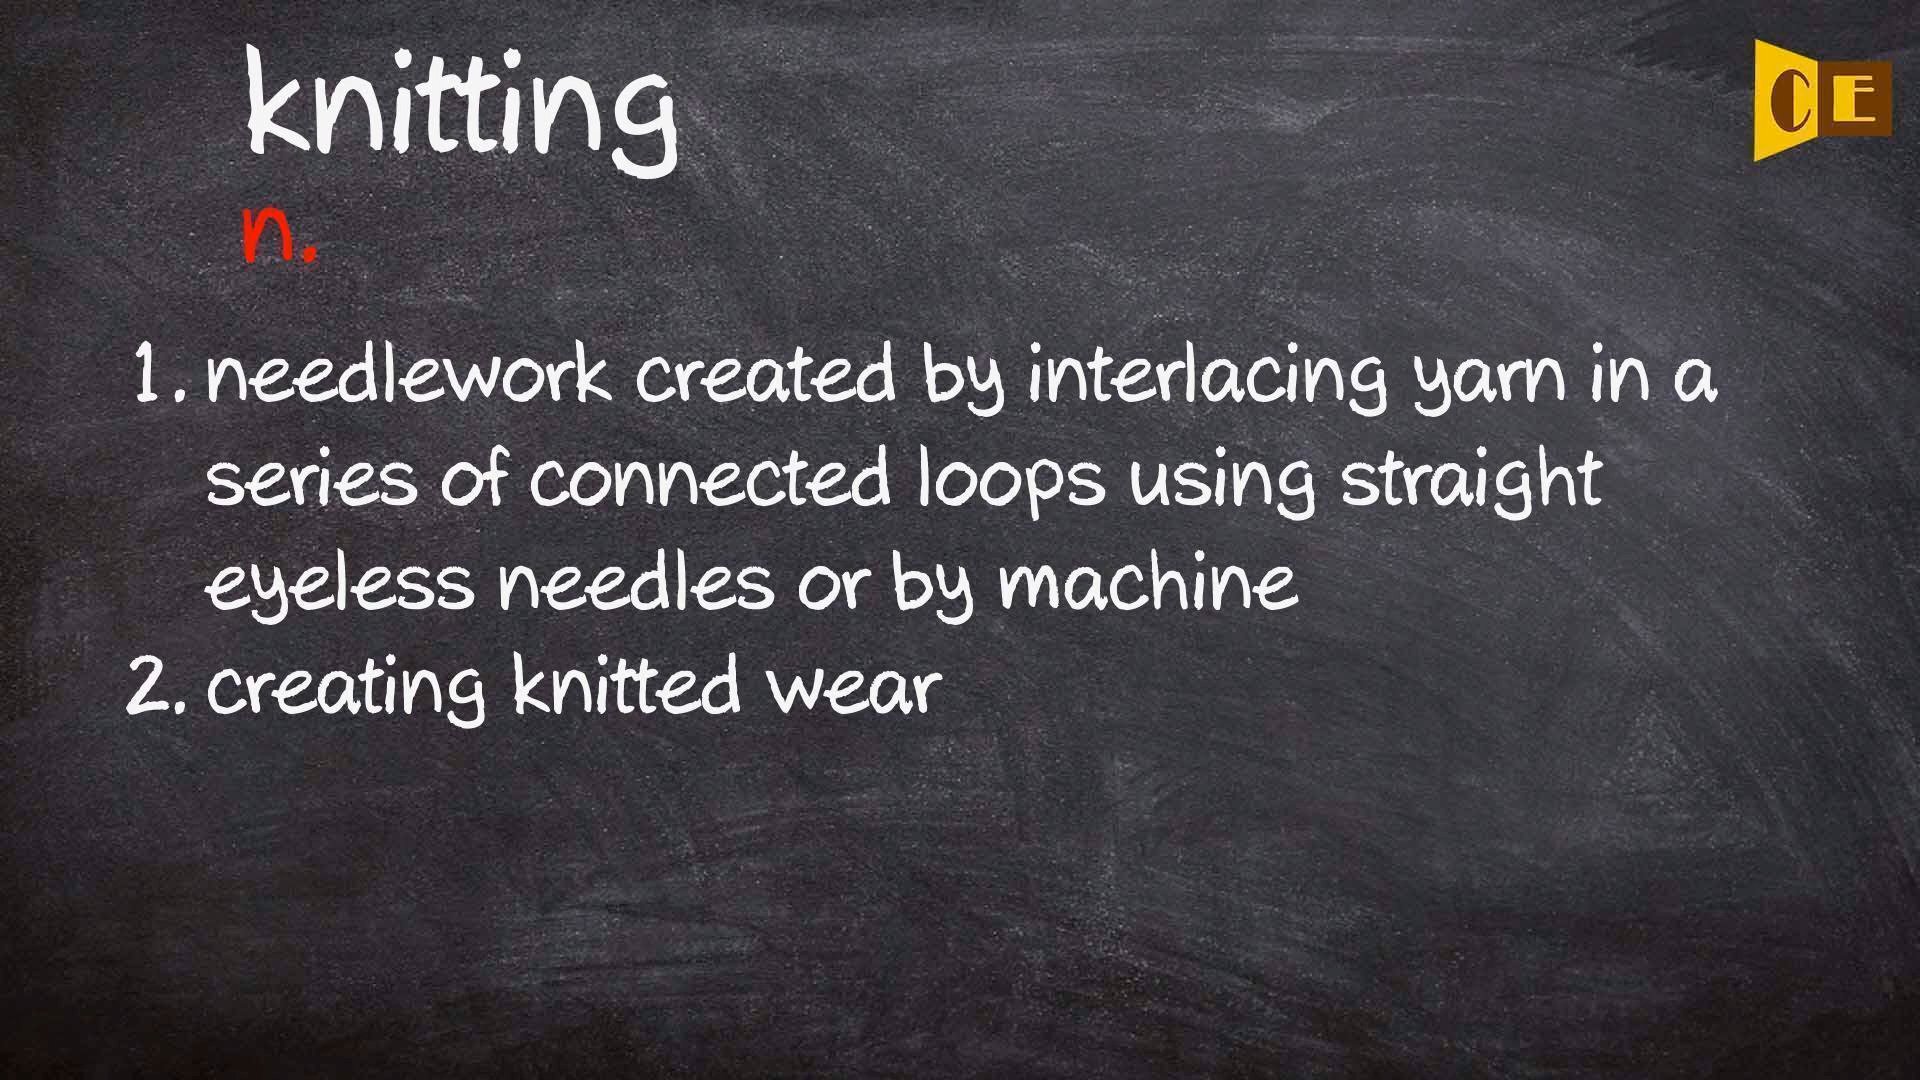 knitting
CE
n.
1. needlework created by interlacing yarn in a
series of connected loops using straight
eyeless needles or by machine
2. creating knitted wear